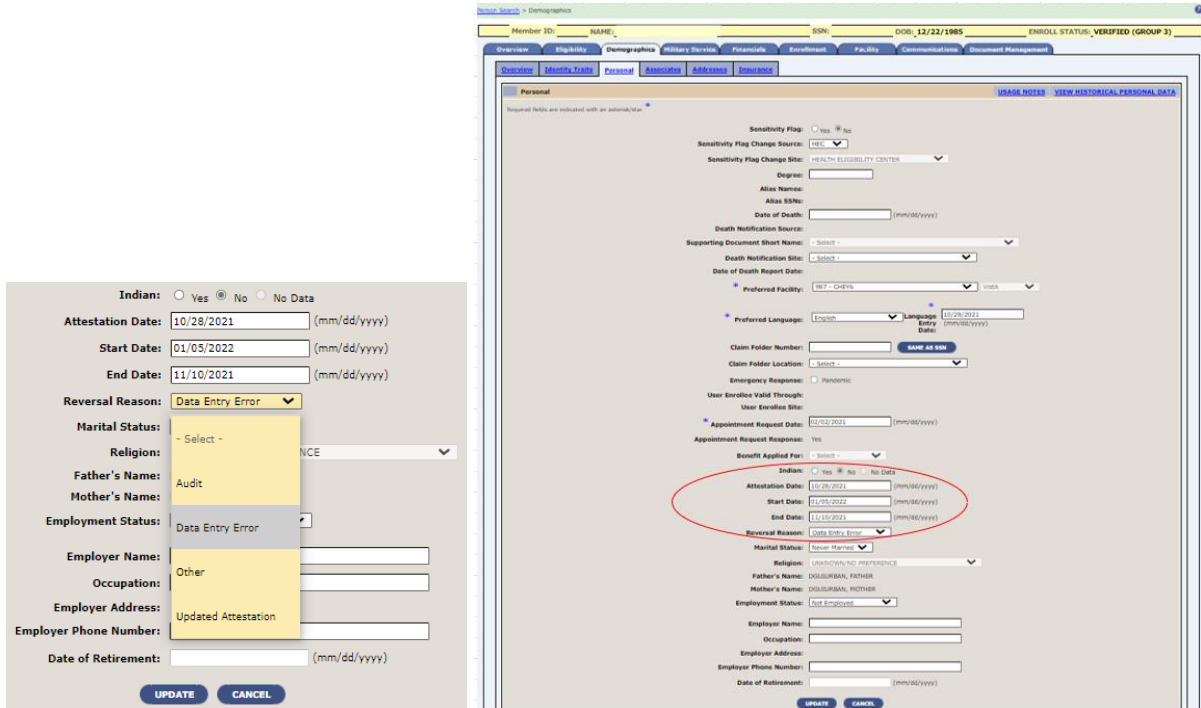 Indian: Yes No No Data
Attestation Date: 10/28/2021 (mm/dd/yyyy)
Start Date: 01/05/2022 (mm/dd/yyyy)
End Date: 11/10/2021 (mm/dd/yyyy)
Reversal Reason: Data Entry Error
Marital Status:
- Select -
Religion: NCE
Father's Name:
Audit
Mother's Name:
Employment Status:
Data Entry Error
Employer Name:
Other
Occupation:
Employer Address:
Updated Attestation
Employer Phone Number:
Date of Retirement: (mm/dd/yyyy)
UPDATE CANCEL
Person Search > Demographics
Member ID: NAME: SSN: DOB: 12/22/1985 ENROLL STATUS: VERIFIED (GROUP 3)
Overview Eligibility Demographics Military Service Financials Enrollment Facility Communications Document Management
Overview Identity Traits Personal Associates Addresses Insurance
Personal USAGE NOTES VIEW HISTORICAL PERSONAL DATA
Required fields are indicated with an asterisk/star *
Sensitivity Flag: Yes No
Sensitivity Flag Change Source: HEC
Sensitivity Flag Change Site: HEALTH ELIGIBILITY CENTER
Degree:
Alias Names:
Alias SSNs:
Date of Death: (mm/dd/yyyy)
Death Notification Source:
Supporting Document Short Name: - Select -
Death Notification Site: - Select -
Date of Death Report Date:
* Preferred Facility: - CHEY6 VistA
* Preferred Language: English * Language Entry Date: 10/28/2021 (mm/dd/yyyy)
Claim Folder Number: SAME AS SSN
Claim Folder Location: - Select -
Emergency Response: Pandemic
User Enrollee Valid Through:
User Enrollee Site:
* Appointment Request Date: 02/02/2021 (mm/dd/yyyy)
Appointment Request Response: Yes
Benefit Applied For: - Select -
Indian: Yes No No Data
Attestation Date: 10/28/2021 (mm/dd/yyyy)
Start Date: 01/05/2022 (mm/dd/yyyy)
End Date: 11/10/2021 (mm/dd/yyyy)
Reversal Reason: Data Entry Error
Marital Status: Never Married
Religion: UNKNOWN/NO PREFERENCE
Father's Name: FATHER
Mother's Name: MOTHER
Employment Status: Not Employed
Employer Name:
Occupation:
Employer Address:
Employer Phone Number:
Date of Retirement: (mm/dd/yyyy)
UPDATE CANCEL